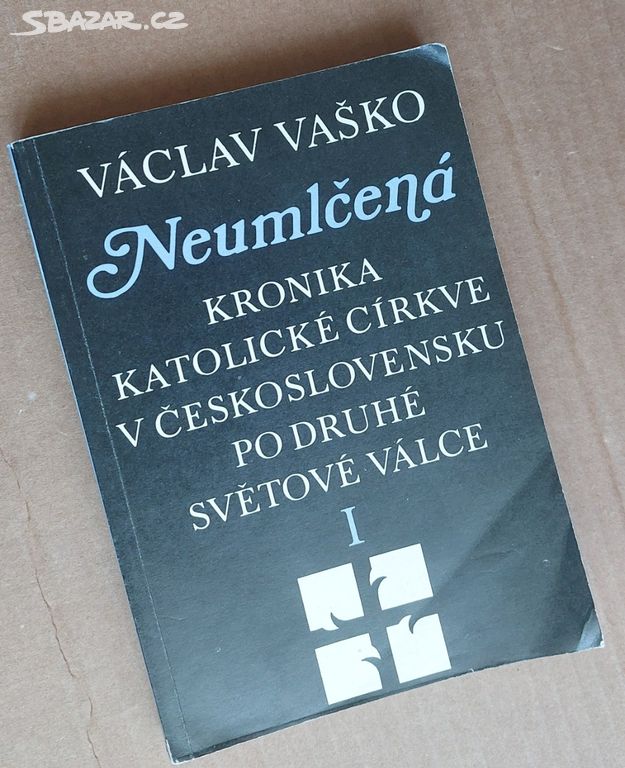 SBAZAR.CZ
VÁCLAV VAŠKO
Neumlčená
KRONIKA
KATOLICKÉ CÍRKVE
V ČESKOSLOVENSKU
PO DRUHÉ
SVĚTOVÉ VÁLCE
I